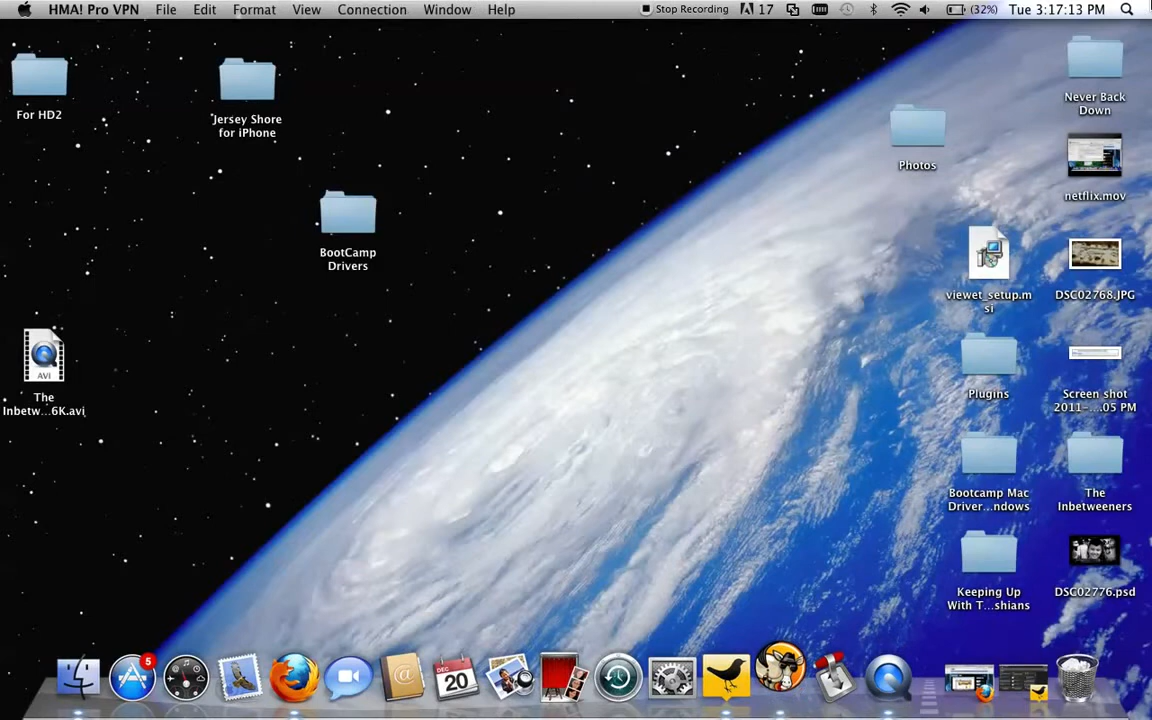 HMA! Pro VPN File Edit Format View Connection Window Help Stop Recording 17 (32%) Tue 3:17:13 PM
For HD2
Jersey Shore
for iPhone
BootCamp
Drivers
AVI
The
Inbetw...6K.avi
Photos
Never Back
Down
netflix.mov
viewet_setup.m
si
DSC02768.JPG
Plugins
Screen shot
2011-....05 PM
Bootcamp Mac
Driver...ndows
The
Inbetweeners
Keeping Up
With T...shians
DSC02776.psd
5
DEC
20